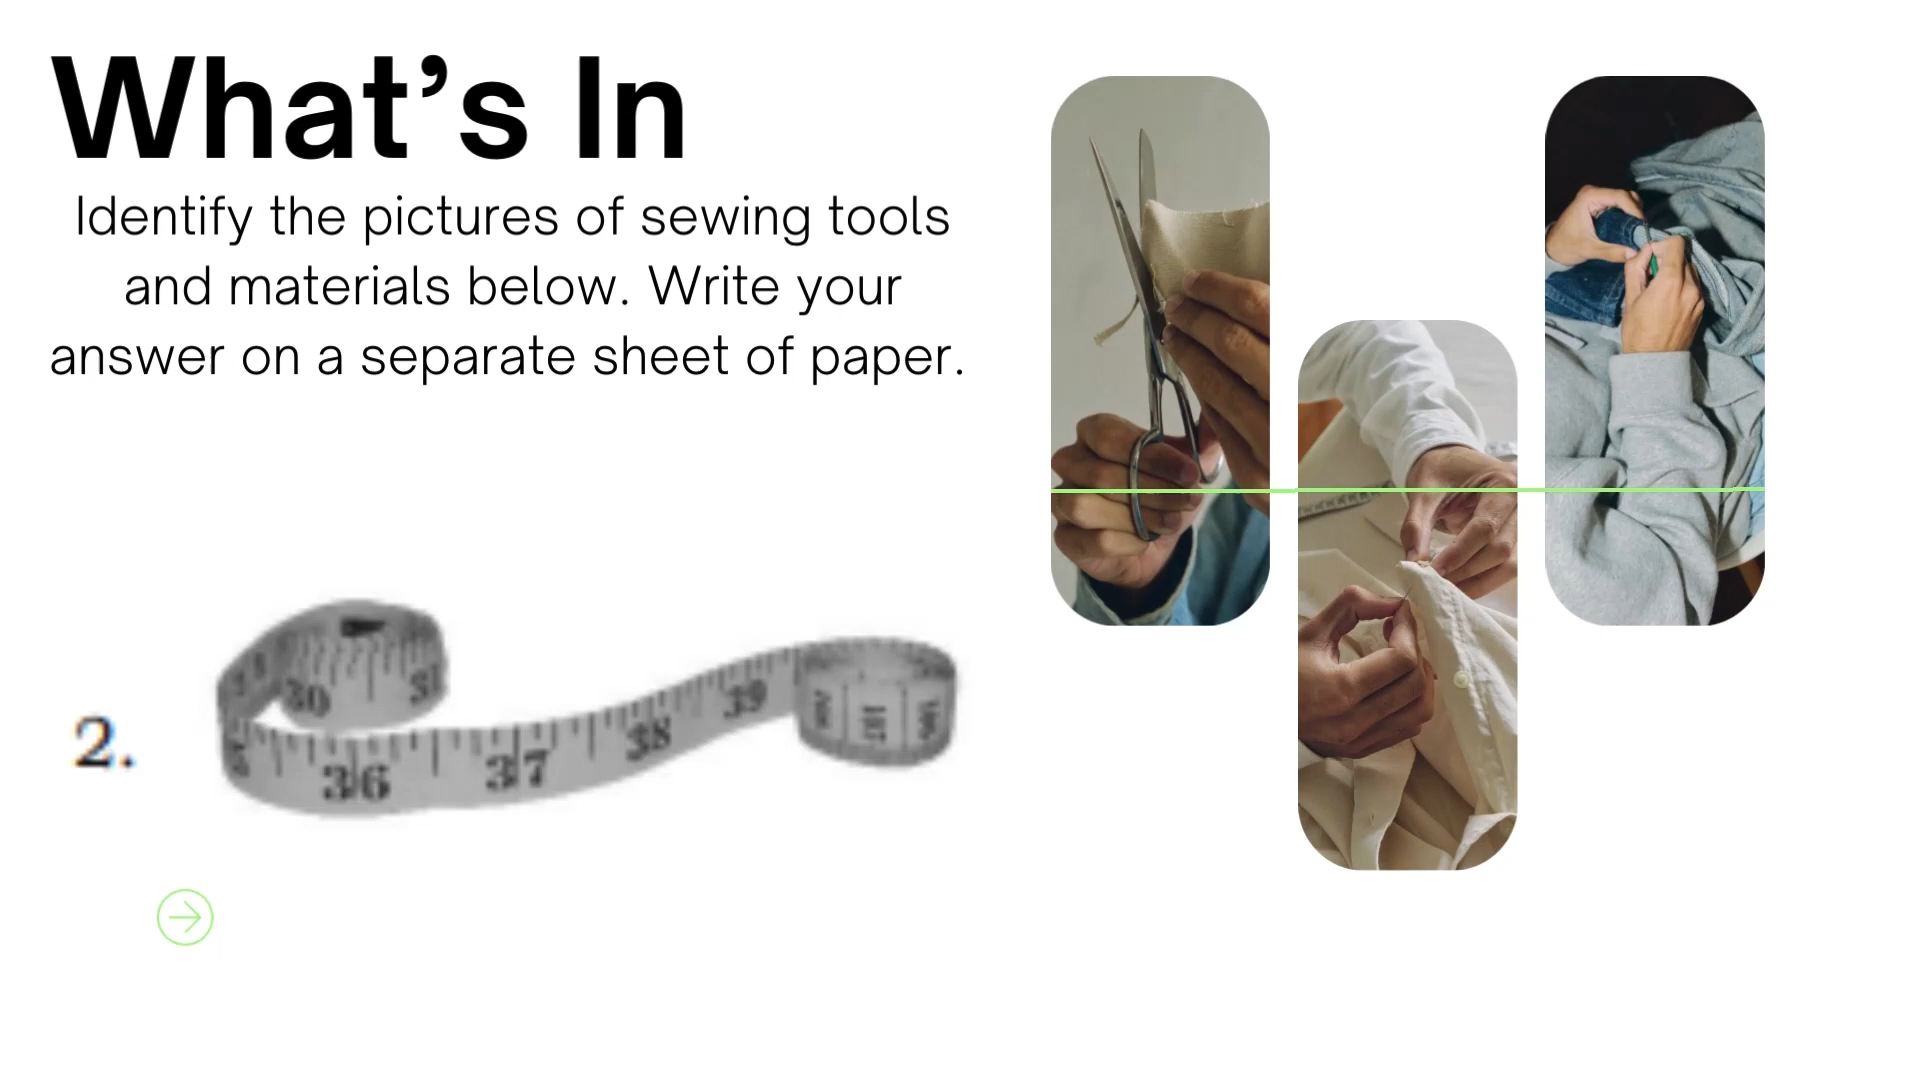 What's In
Identify the pictures of sewing tools
and materials below. Write your
answer on a separate sheet of paper.
2.
30
36
37
38
39